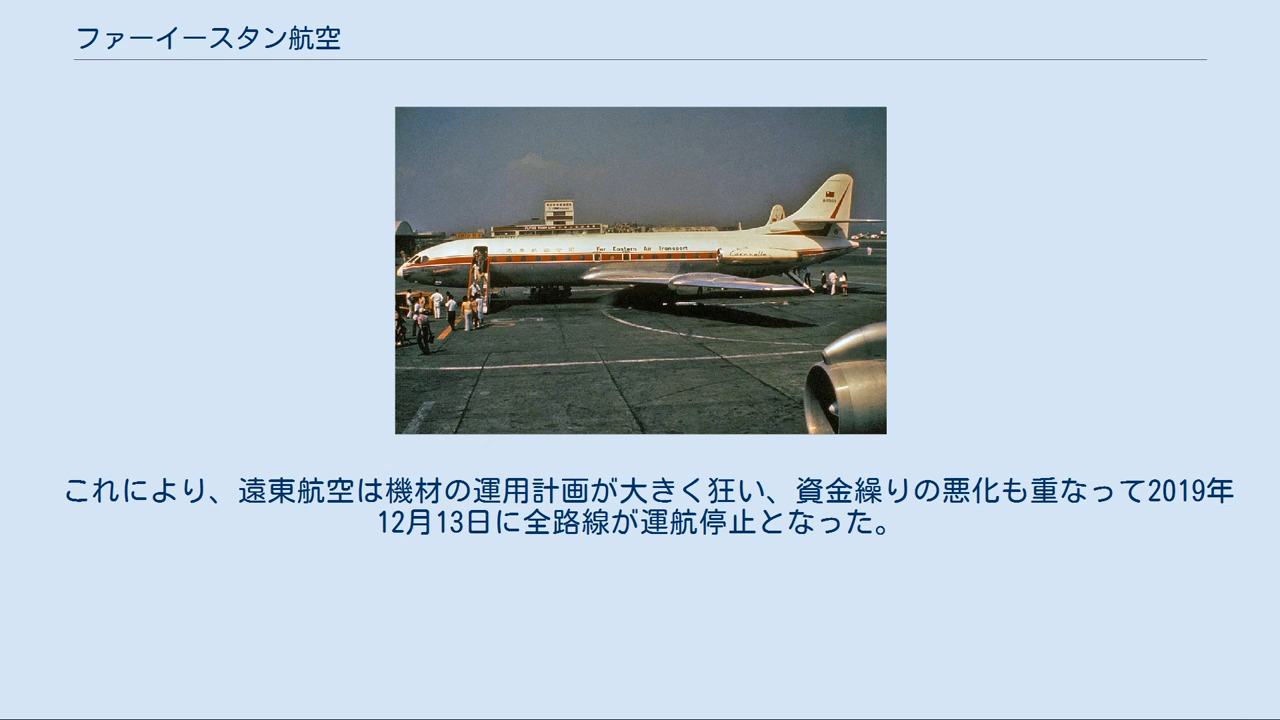 ファーイースタン航空
Far Eastern Air Transport
Caravelle
これにより、遠東航空は機材の運用計画が大きく狂い、資金繰りの悪化も重なって2019年
12月13日に全路線が運航停止となった。